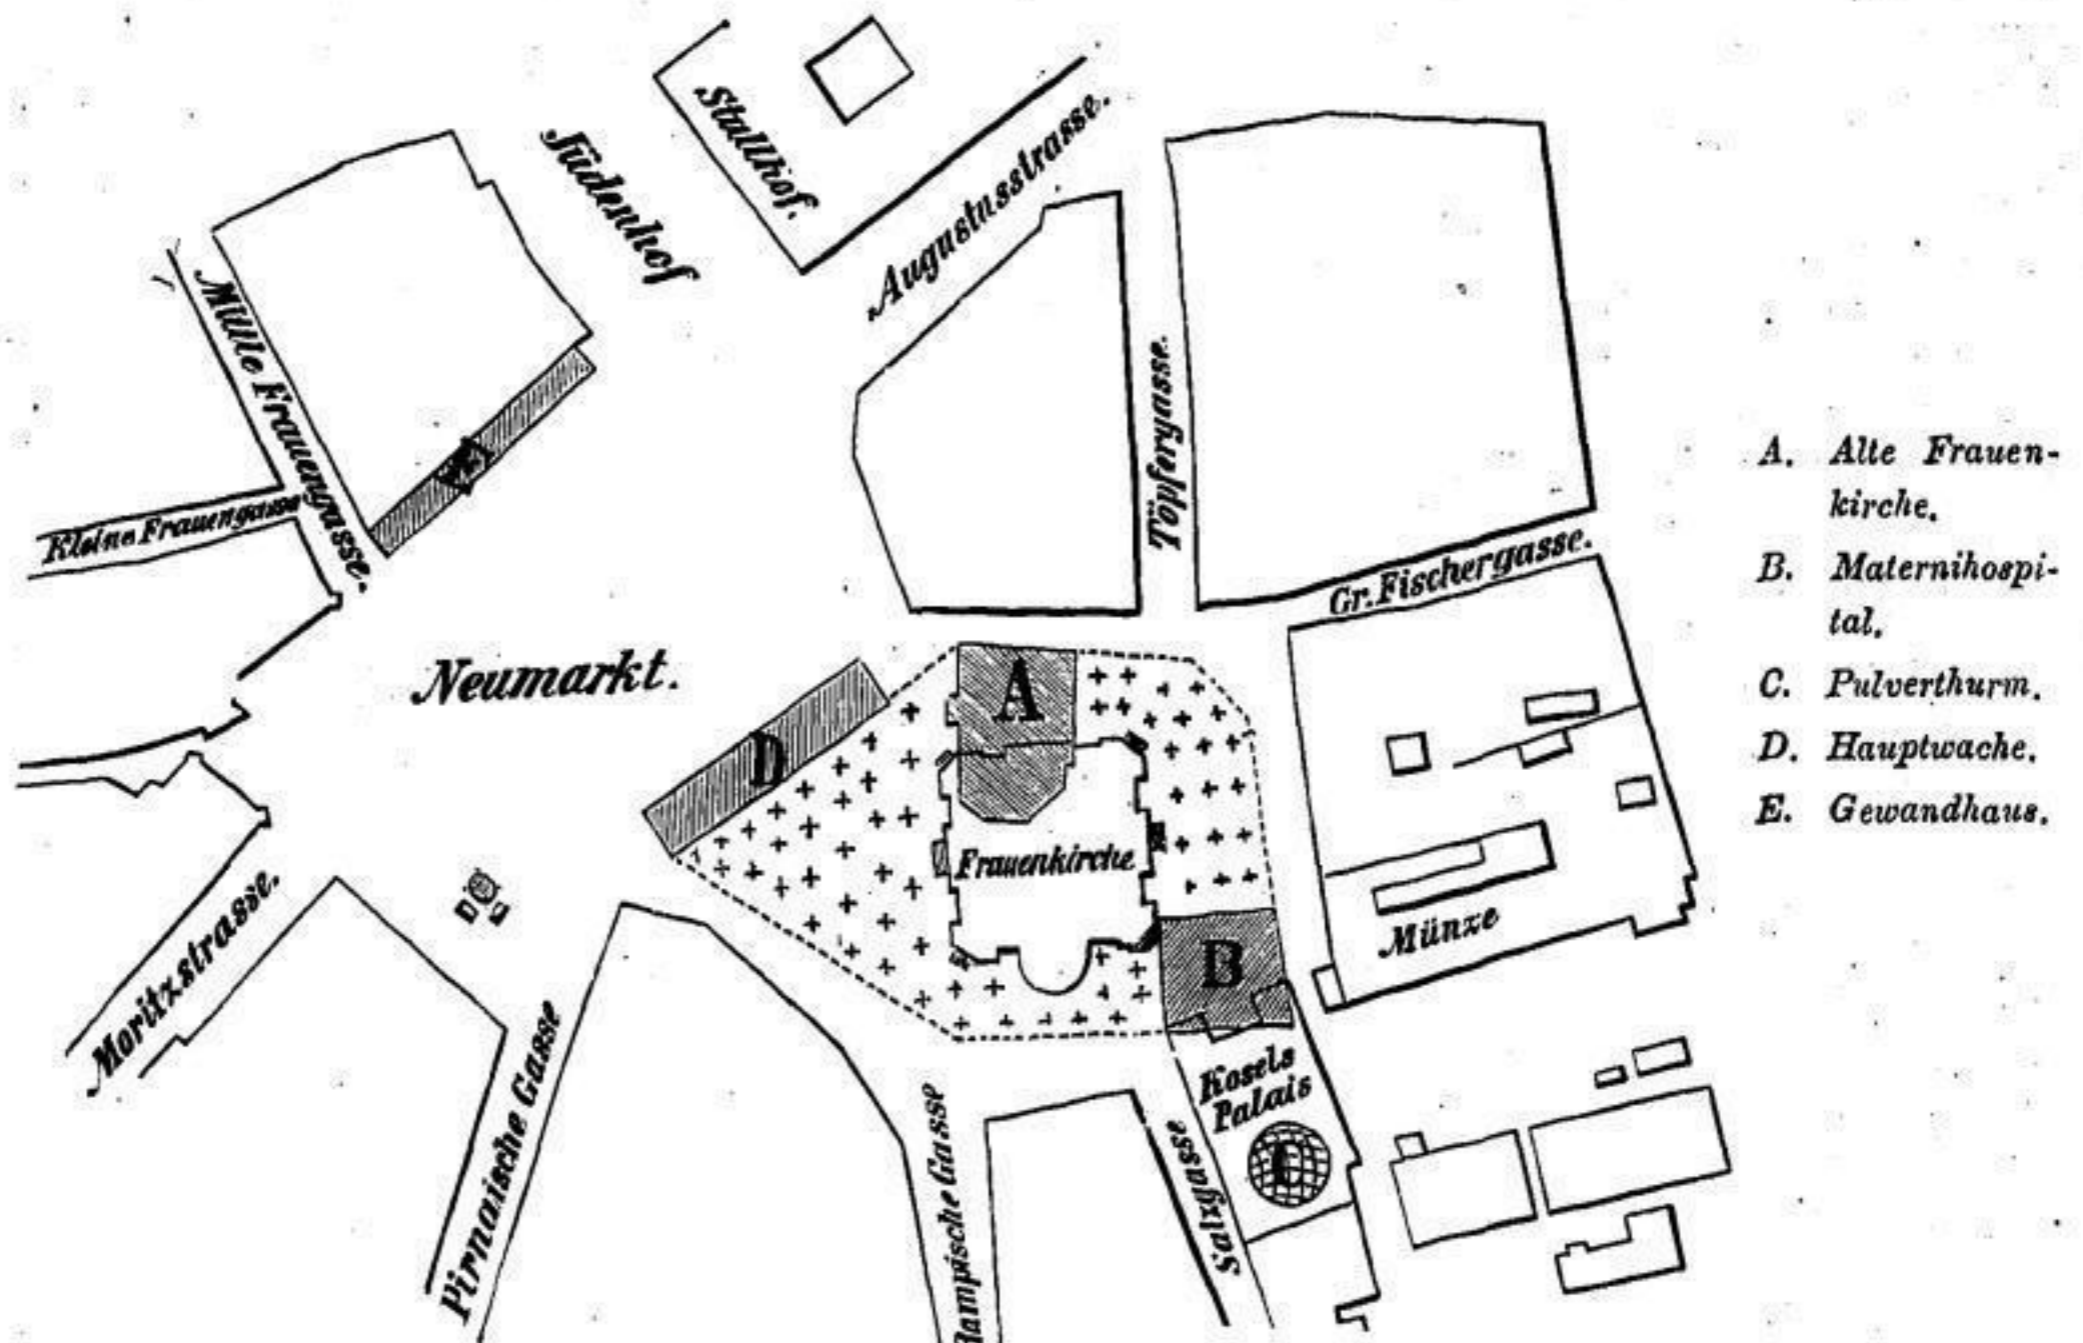 Stallhof.
Jüdenhof
Augustusstrasse.
Mittle Frauengasse.
Töpfergasse.
Kleine Frauengasse
Gr. Fischergasse.
Neumarkt.
A
D
Frauenkirche
B
Münze
Moritzstrasse.
Pirnaische Gasse
Rampische Gasse
Kosels
Palais
Salzgasse
A. Alte Frauen-
kirche.
B. Maternihospi-
tal.
C. Pulverthurm.
D. Hauptwache.
E. Gewandhaus.